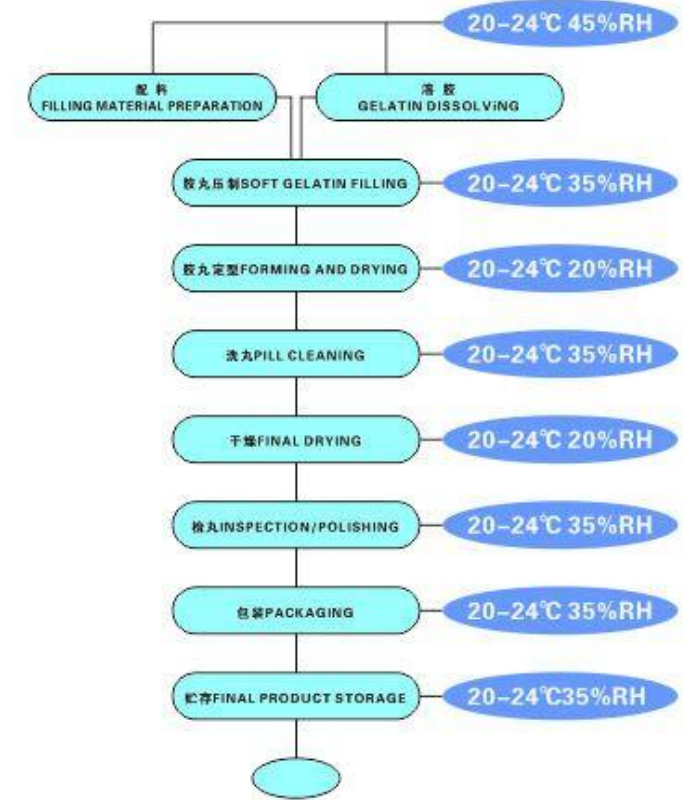 20-24℃ 45%RH
配料
FILLING MATERIAL PREPARATION
溶胶
GELATIN DISSOLViNG
胶丸压制SOFT GELATIN FILLING
20-24℃ 35%RH
胶丸定型FORMING AND DRYING
20-24℃ 20%RH
洗丸PILL CLEANING
20-24℃ 35%RH
干燥FINAL DRYING
20-24℃ 20%RH
检丸INSPECTION/POLISHING
20-24℃ 35%RH
包装PACKAGING
20-24℃ 35%RH
贮存FINAL PRODUCT STORAGE
20-24℃35%RH